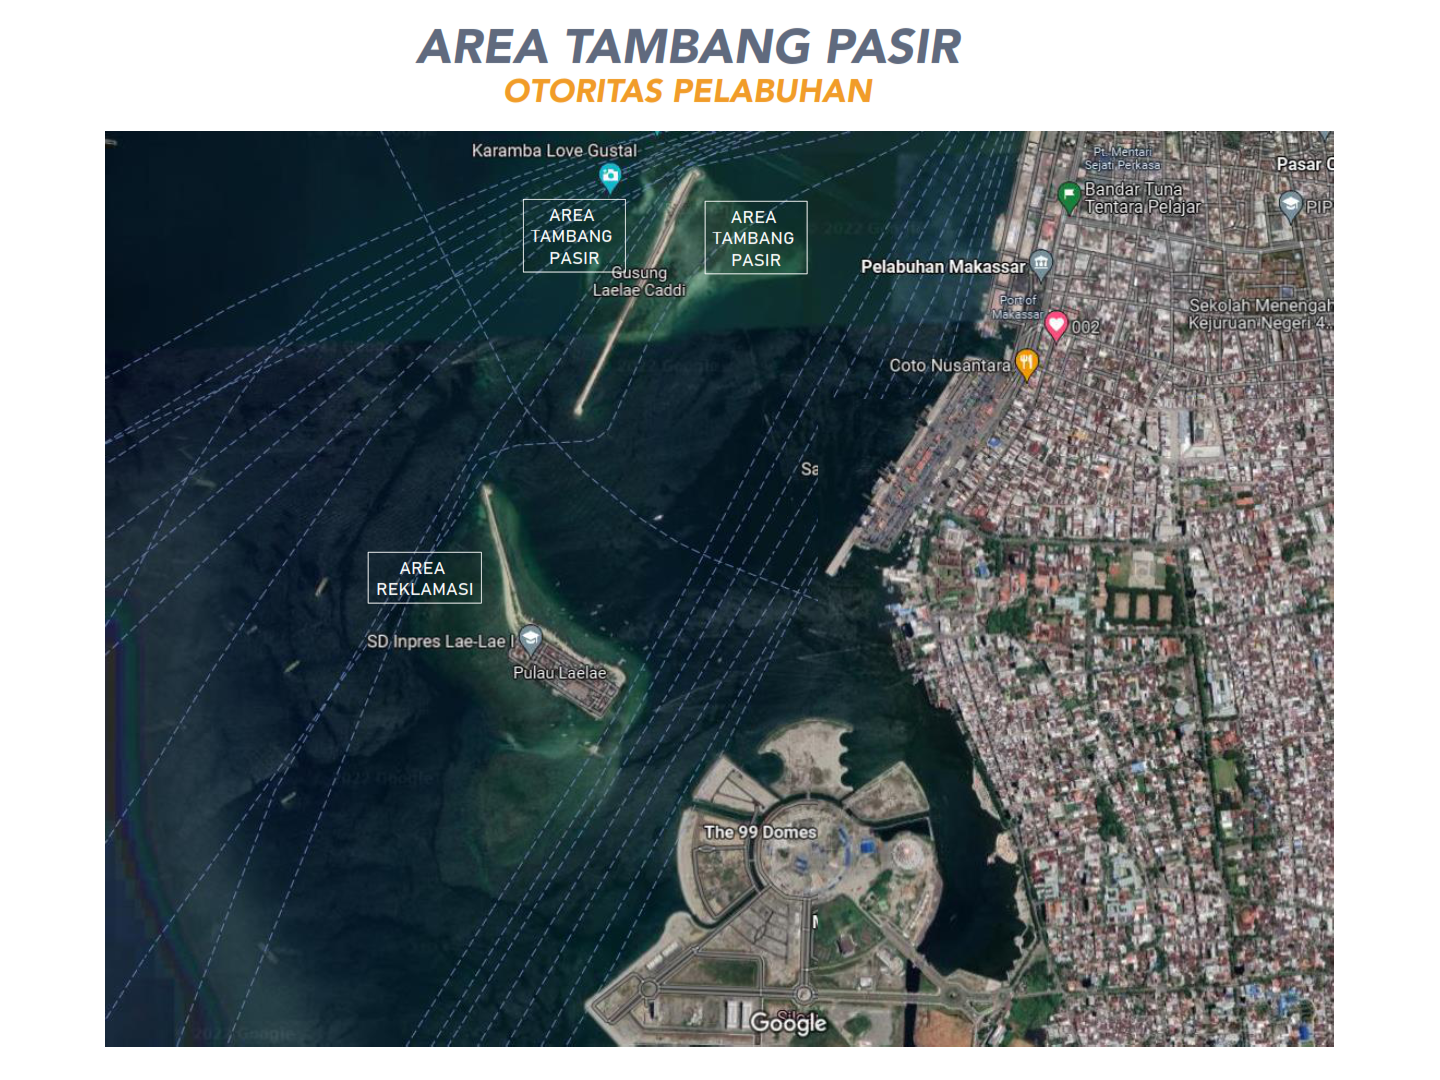 AREA TAMBANG PASIR
OTORITAS PELABUHAN
Karamba Love Gustal
AREA
TAMBANG
PASIR
AREA
TAMBANG
PASIR
Gusung
Laelae Caddi
Pt. Mentari
Sejati Perkasa
Pasar
Bandar Tuna
Tentara Pelajar
PIP
Pelabuhan Makassar
Port of
Makassar
002
Sekolah Menengah
Kejuruan Negeri 4...
Coto Nusantara
Sa
AREA
REKLAMASI
SD Inpres Lae-Lae I
Pulau Laelae
The 99 Domes
Google